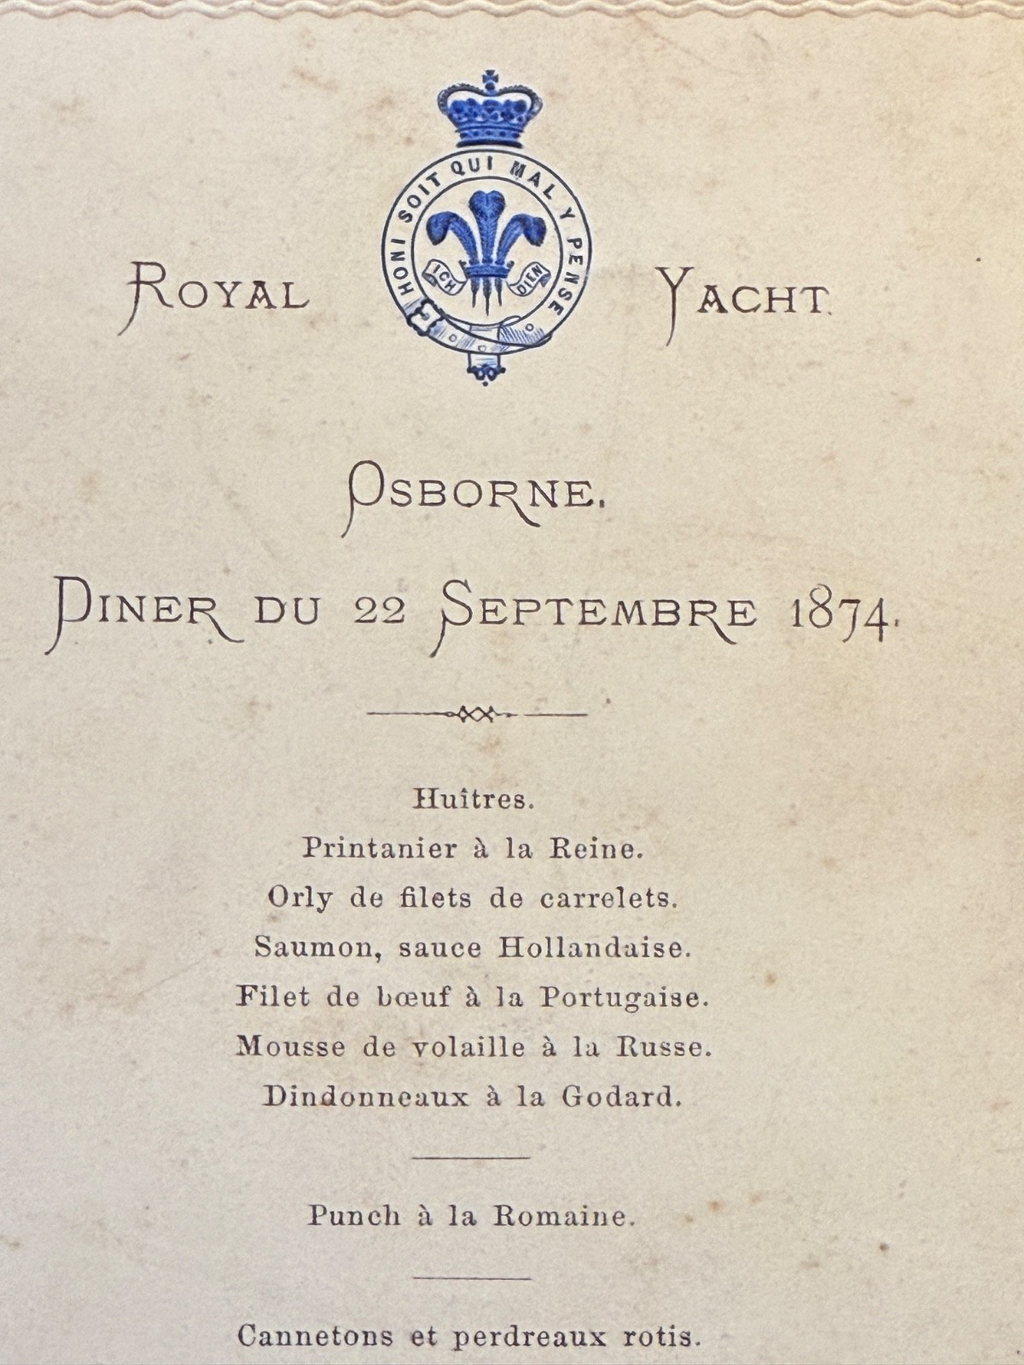 HONI SOIT QUI MAL Y PENSE
ICH DIEN
ROYAL YACHT.
OSBORNE.
DINER DU 22 SEPTEMBRE 1874.
Huîtres.
Printanier à la Reine.
Orly de filets de carrelets.
Saumon, sauce Hollandaise.
Filet de bœuf à la Portugaise.
Mousse de volaille à la Russe.
Dindonneaux à la Godard.
Punch à la Romaine.
Cannetons et perdreaux rotis.